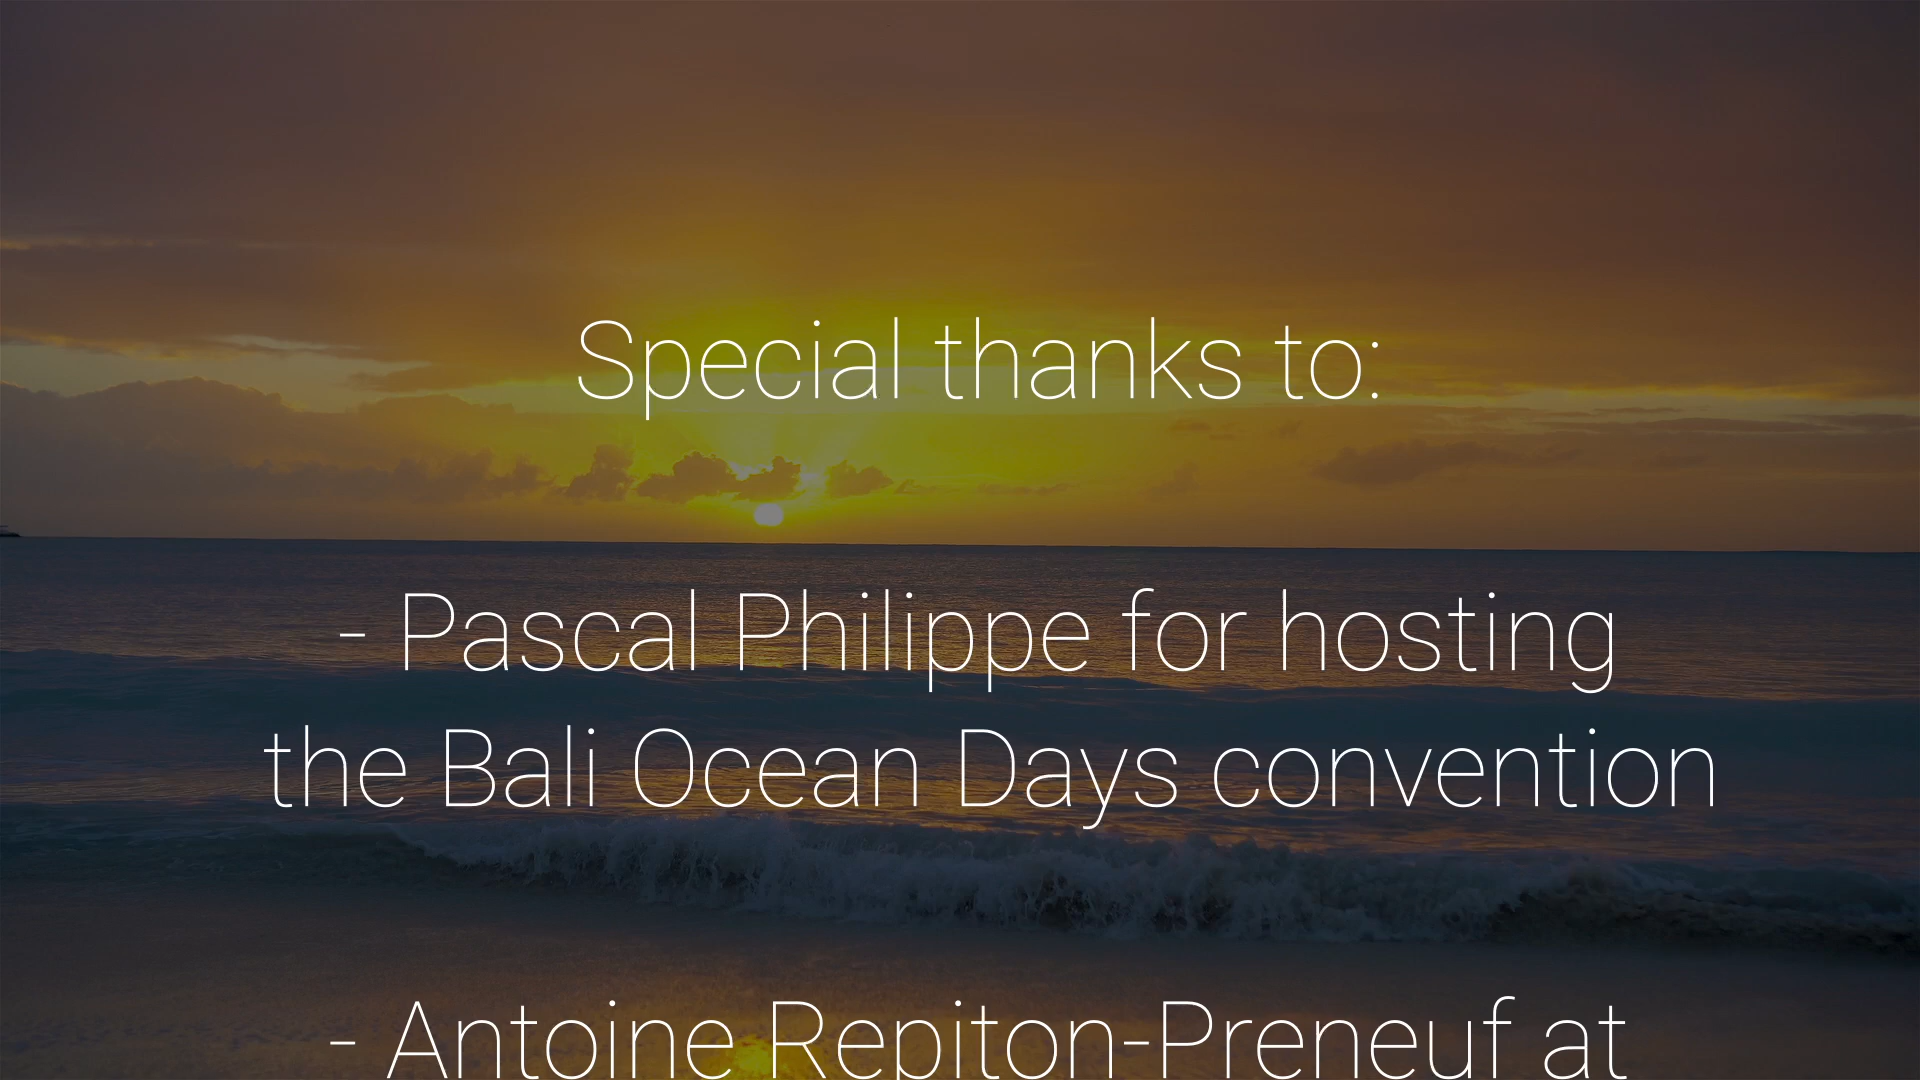 Special thanks to:
- Pascal Philippe for hosting
the Bali Ocean Days convention
- Antoine Repiton-Preneuf at